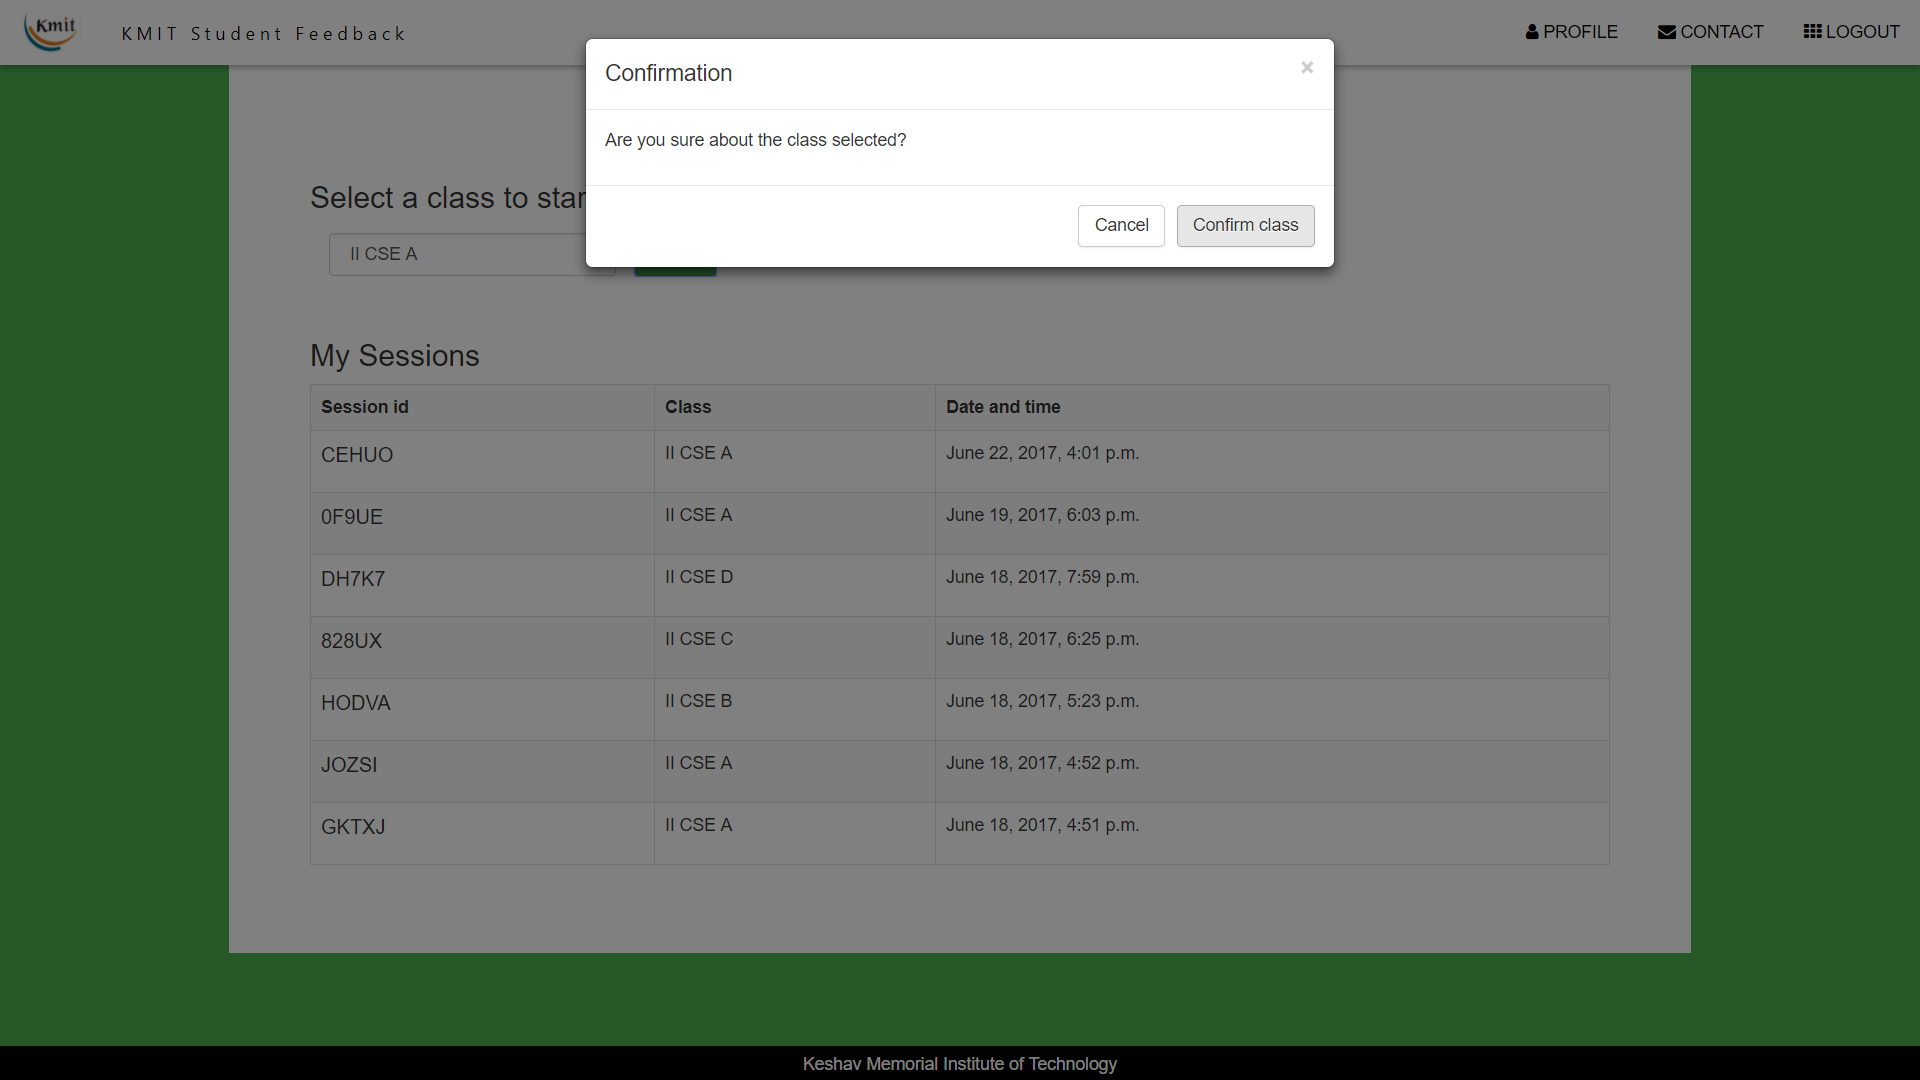 Kmit
KMIT Student Feedback
PROFILE
CONTACT
LOGOUT
Confirmation
×
Are you sure about the class selected?
Cancel
Confirm class
Select a class to star
II CSE A
My Sessions
Session id Class Date and time
CEHUO II CSE A June 22, 2017, 4:01 p.m.
0F9UE II CSE A June 19, 2017, 6:03 p.m.
DH7K7 II CSE D June 18, 2017, 7:59 p.m.
828UX II CSE C June 18, 2017, 6:25 p.m.
HODVA II CSE B June 18, 2017, 5:23 p.m.
JOZSI II CSE A June 18, 2017, 4:52 p.m.
GKTXJ II CSE A June 18, 2017, 4:51 p.m.
Keshav Memorial Institute of Technology